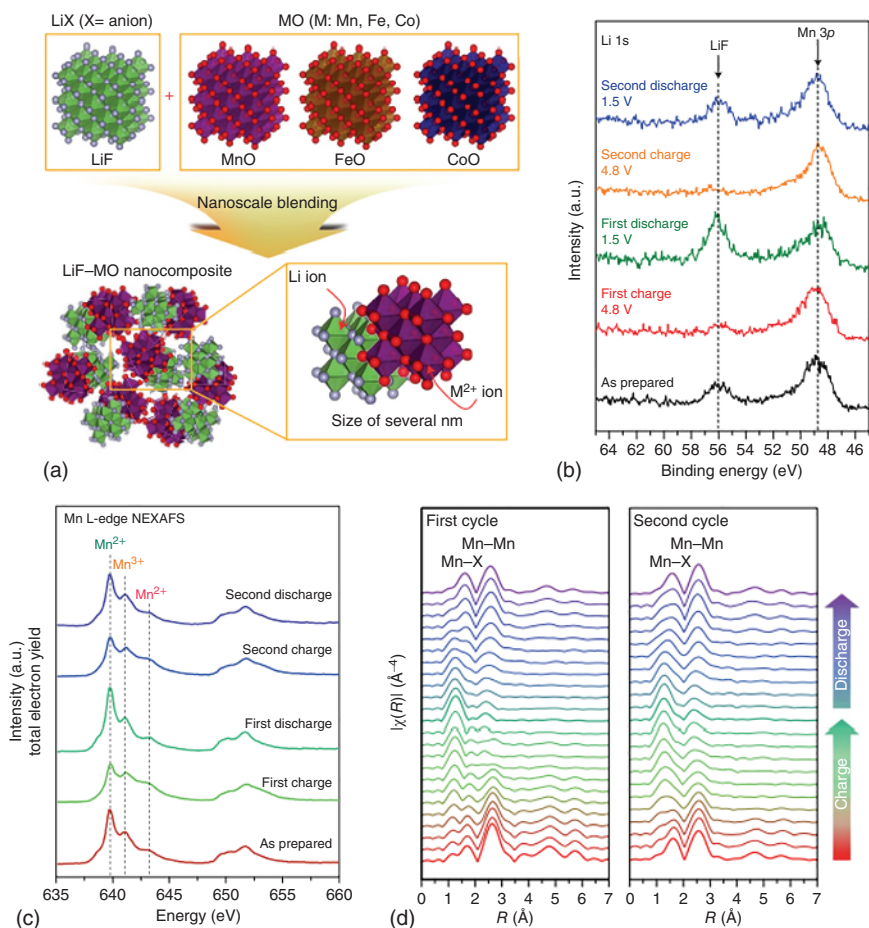 LiX (X= anion)
MO (M: Mn, Fe, Co)
+
LiF
MnO
FeO
CoO
Nanoscale blending
LiF–MO nanocomposite
Li ion
M2+ ion
Size of several nm
(a)
Li 1s
LiF
Mn 3p
Second discharge
1.5 V
Second charge
4.8 V
First discharge
1.5 V
First charge
4.8 V
As prepared
Intensity (a.u.)
64 62 60 58 56 54 52 50 48 46
Binding energy (eV)
(b)
Mn L-edge NEXAFS
Mn2+
Mn3+
Mn2+
Second discharge
Second charge
First discharge
First charge
As prepared
Intensity (a.u.)
total electron yield
635 640 645 650 655 660
Energy (eV)
(c)
First cycle
Mn–Mn
Mn–X
Second cycle
Mn–Mn
Mn–X
|χ(R)| (Å–4)
0 1 2 3 4 5 6 7
R (Å)
0 1 2 3 4 5 6 7
R (Å)
Discharge
Charge
(d)